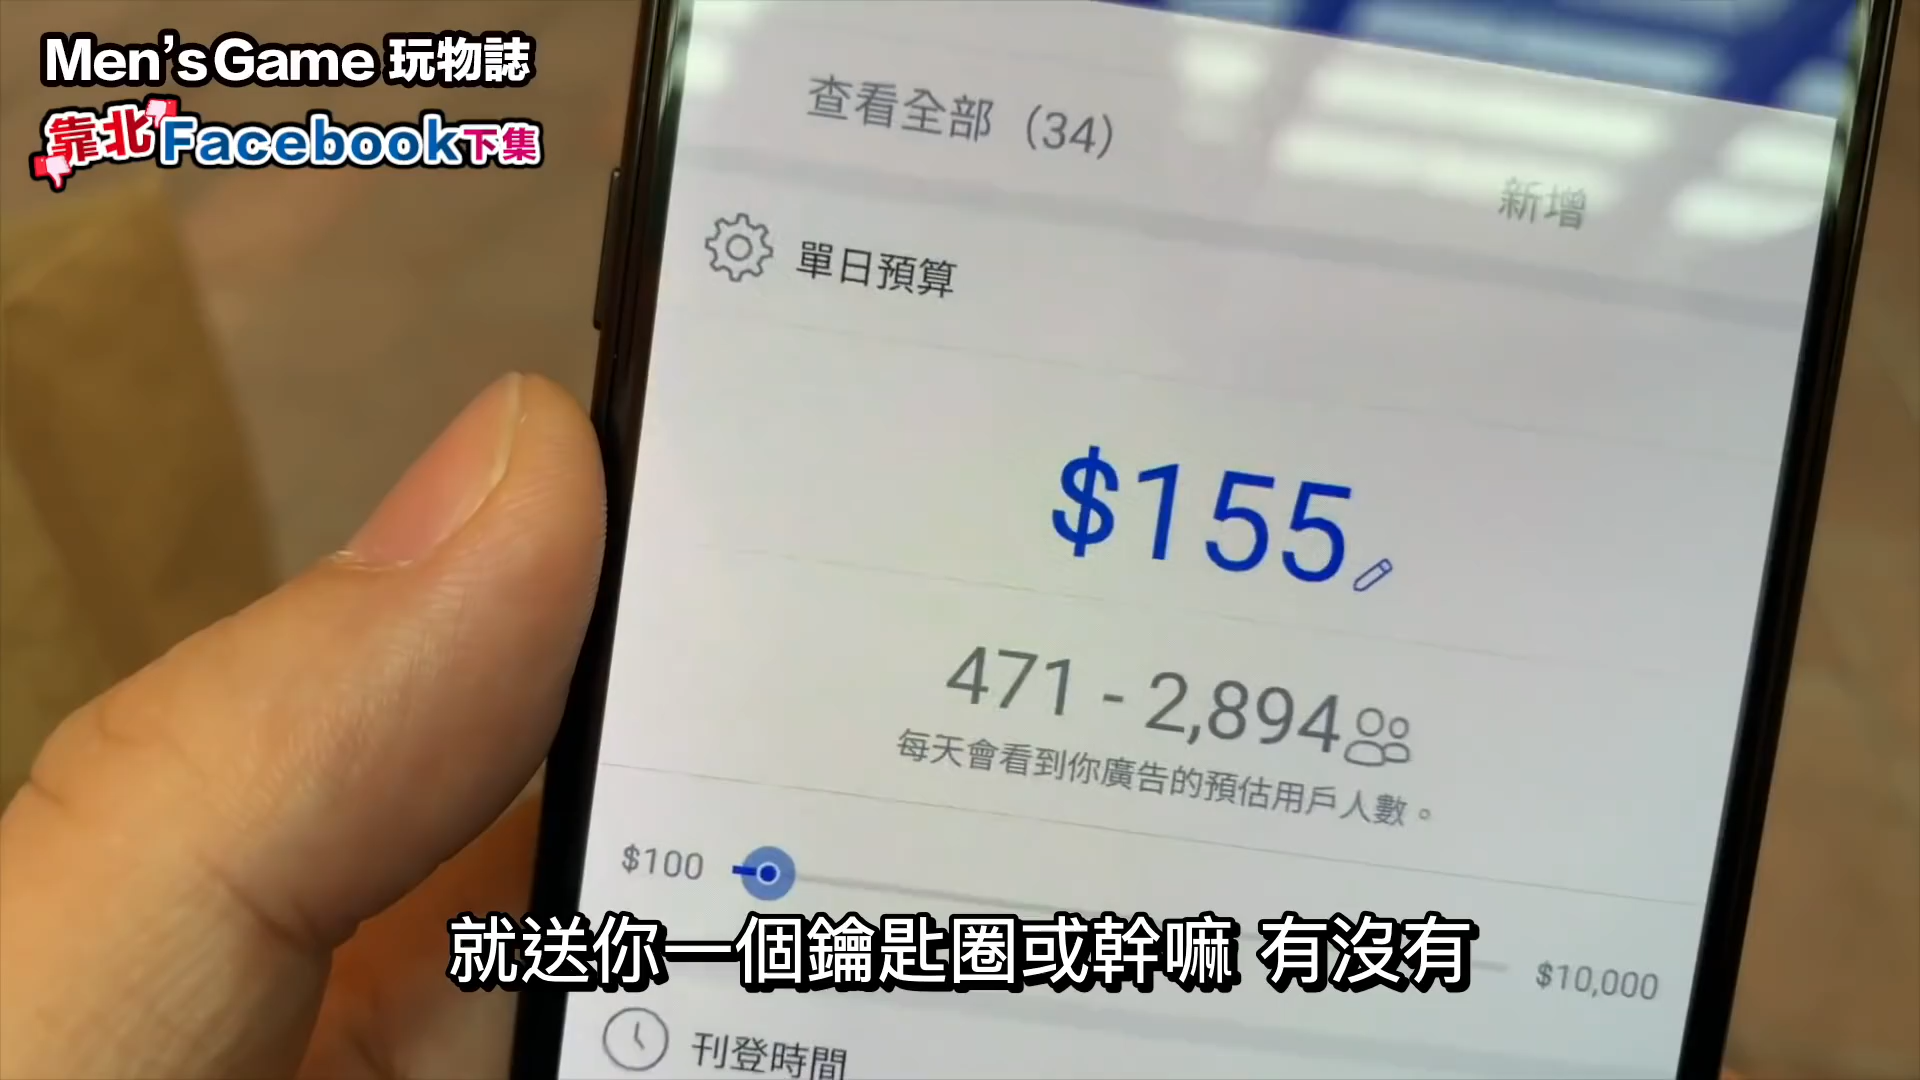 Men'sGame 玩物誌
靠北Facebook下集
查看全部（34）
新增
單日預算
$155
471 - 2,894
每天會看到你廣告的預估用戶人數。
$100
$10,000
就送你一個鑰匙圈或幹嘛 有沒有
刊登時間